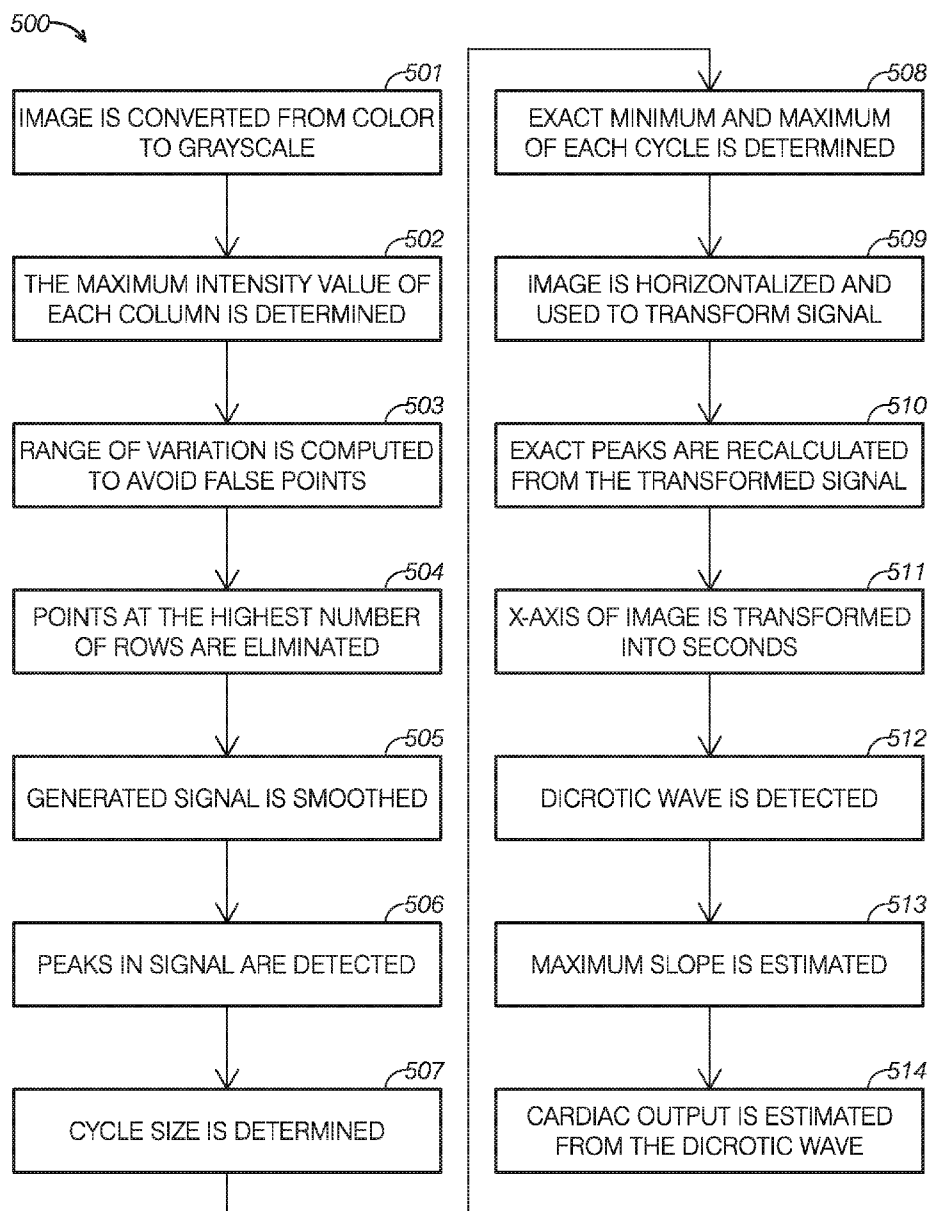 500
501
IMAGE IS CONVERTED FROM COLOR
TO GRAYSCALE
502
THE MAXIMUM INTENSITY VALUE OF
EACH COLUMN IS DETERMINED
503
RANGE OF VARIATION IS COMPUTED
TO AVOID FALSE POINTS
504
POINTS AT THE HIGHEST NUMBER
OF ROWS ARE ELIMINATED
505
GENERATED SIGNAL IS SMOOTHED
506
PEAKS IN SIGNAL ARE DETECTED
507
CYCLE SIZE IS DETERMINED
508
EXACT MINIMUM AND MAXIMUM
OF EACH CYCLE IS DETERMINED
509
IMAGE IS HORIZONTALIZED AND
USED TO TRANSFORM SIGNAL
510
EXACT PEAKS ARE RECALCULATED
FROM THE TRANSFORMED SIGNAL
511
X-AXIS OF IMAGE IS TRANSFORMED
INTO SECONDS
512
DICROTIC WAVE IS DETECTED
513
MAXIMUM SLOPE IS ESTIMATED
514
CARDIAC OUTPUT IS ESTIMATED
FROM THE DICROTIC WAVE